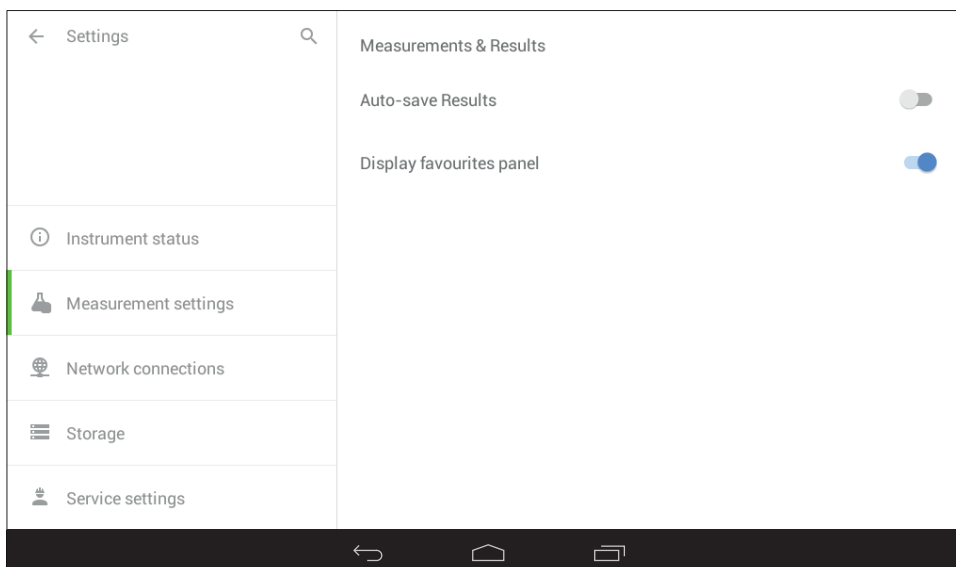 Settings
Instrument status
Measurement settings
Network connections
Storage
Service settings
Measurements & Results
Auto-save Results
Display favourites panel